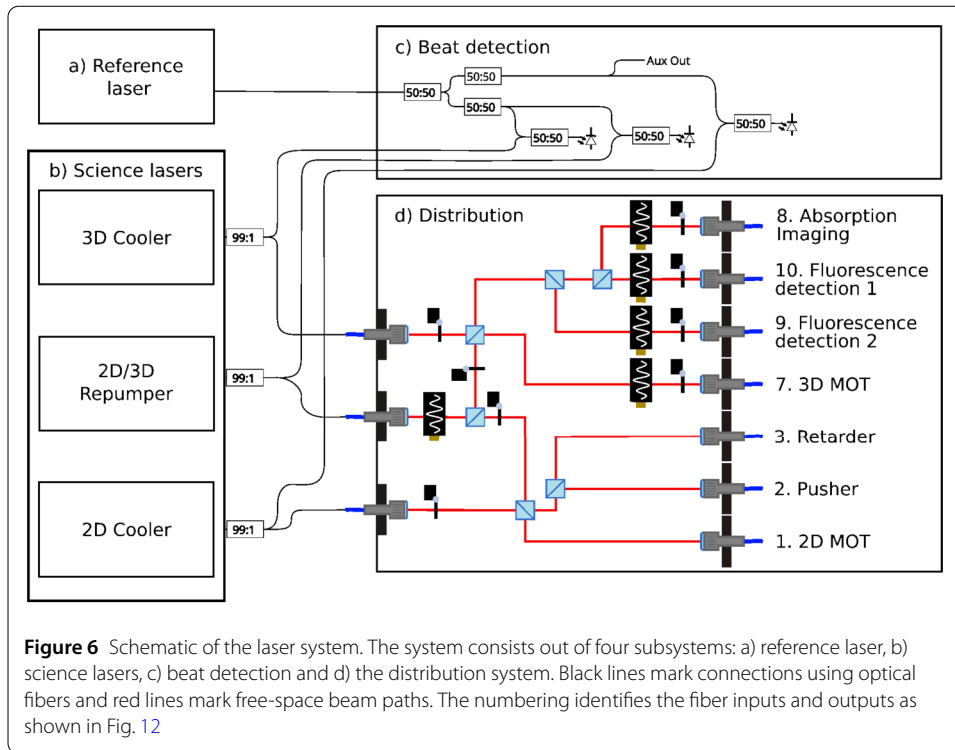 a) Reference
laser
b) Science lasers
3D Cooler
2D/3D
Repumper
2D Cooler
99:1
99:1
99:1
c) Beat detection
Aux Out
50:50
50:50
50:50
50:50
50:50
50:50
d) Distribution
8. Absorption
Imaging
10. Fluorescence
detection 1
9. Fluorescence
detection 2
7. 3D MOT
3. Retarder
2. Pusher
1. 2D MOT
Figure 6 Schematic of the laser system. The system consists out of four subsystems: a) reference laser, b)
science lasers, c) beat detection and d) the distribution system. Black lines mark connections using optical
fibers and red lines mark free-space beam paths. The numbering identifies the fiber inputs and outputs as
shown in Fig. 12